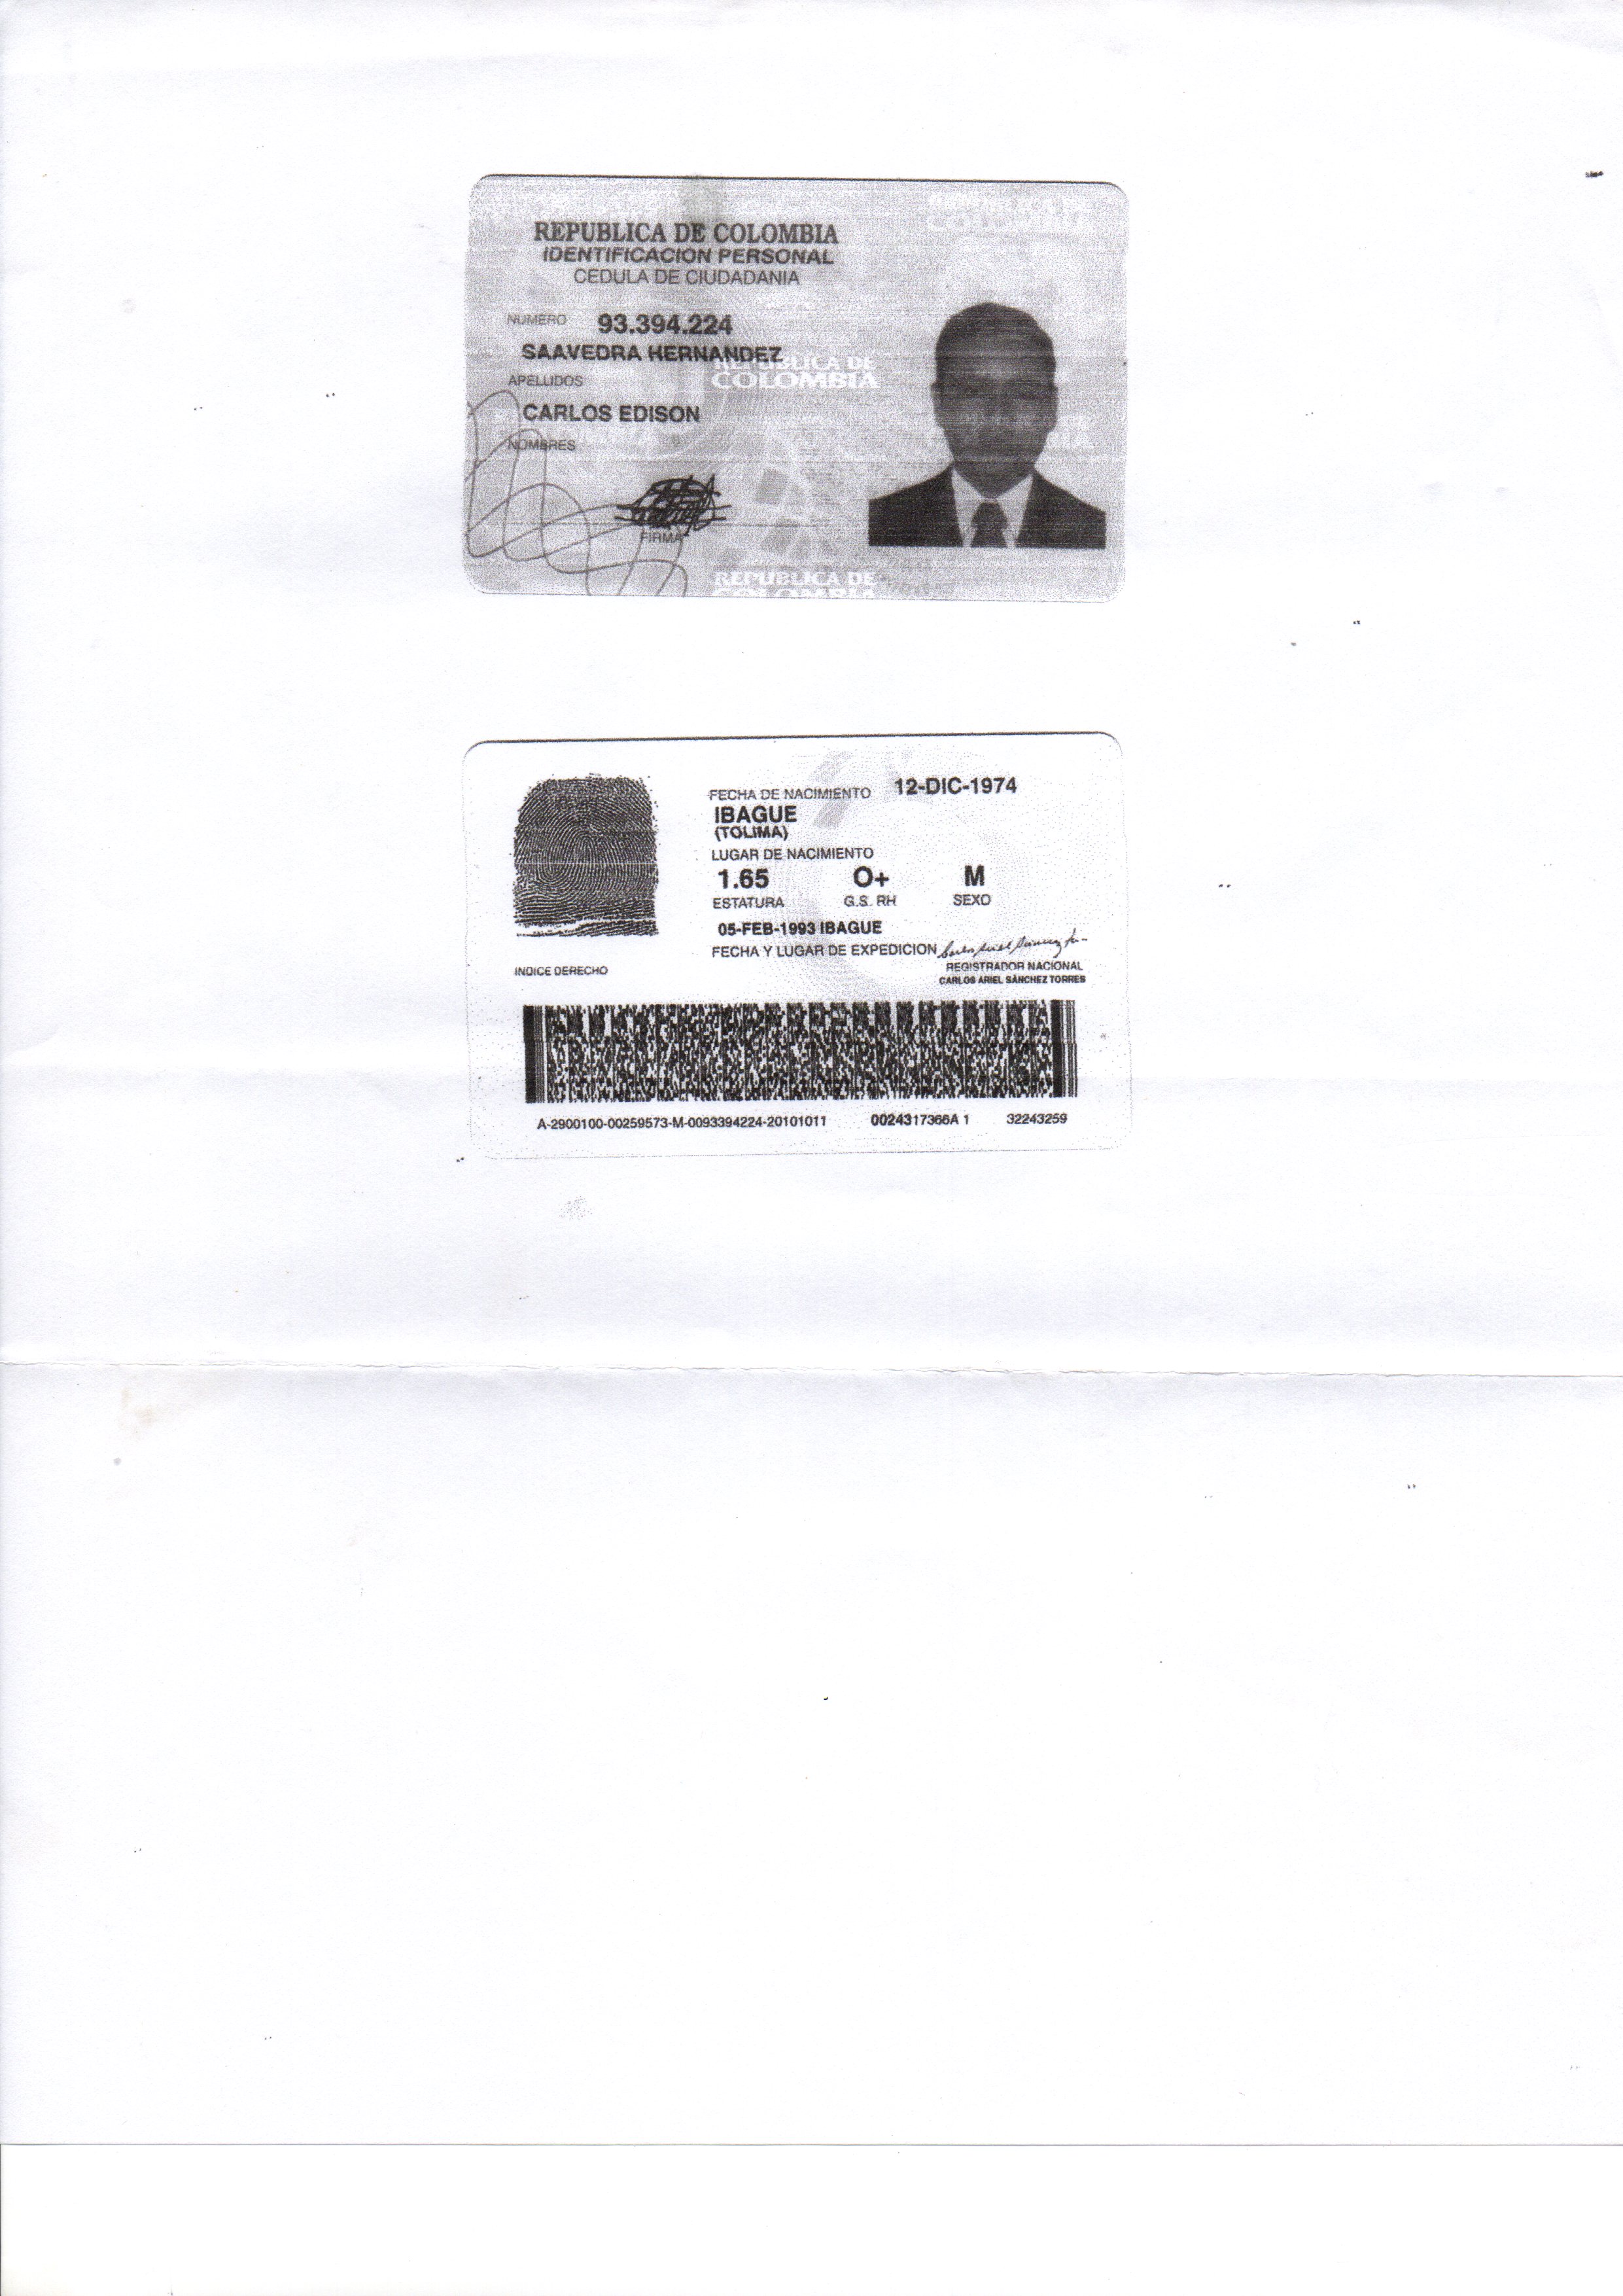 REPUBLICA DE COLOMBIA
IDENTIFICACION PERSONAL
CEDULA DE CIUDADANIA
NUMERO 93.394.224
SAAVEDRA HERNANDEZ
APELLIDOS
CARLOS EDISON
NOMBRES
FIRMA
REPUBLICA DE
COLOMBIA
REPUBLICA DE
COLOMBIA
FECHA DE NACIMIENTO 12-DIC-1974
IBAGUE
(TOLIMA)
LUGAR DE NACIMIENTO
1.65 O+ M
ESTATURA G.S. RH SEXO
05-FEB-1993 IBAGUE
FECHA Y LUGAR DE EXPEDICION
INDICE DERECHO
REGISTRADOR NACIONAL
CARLOS ARIEL SÁNCHEZ TORRES
A-2900100-00259573-M-0093394224-20101011 0024317366A 1 32243259